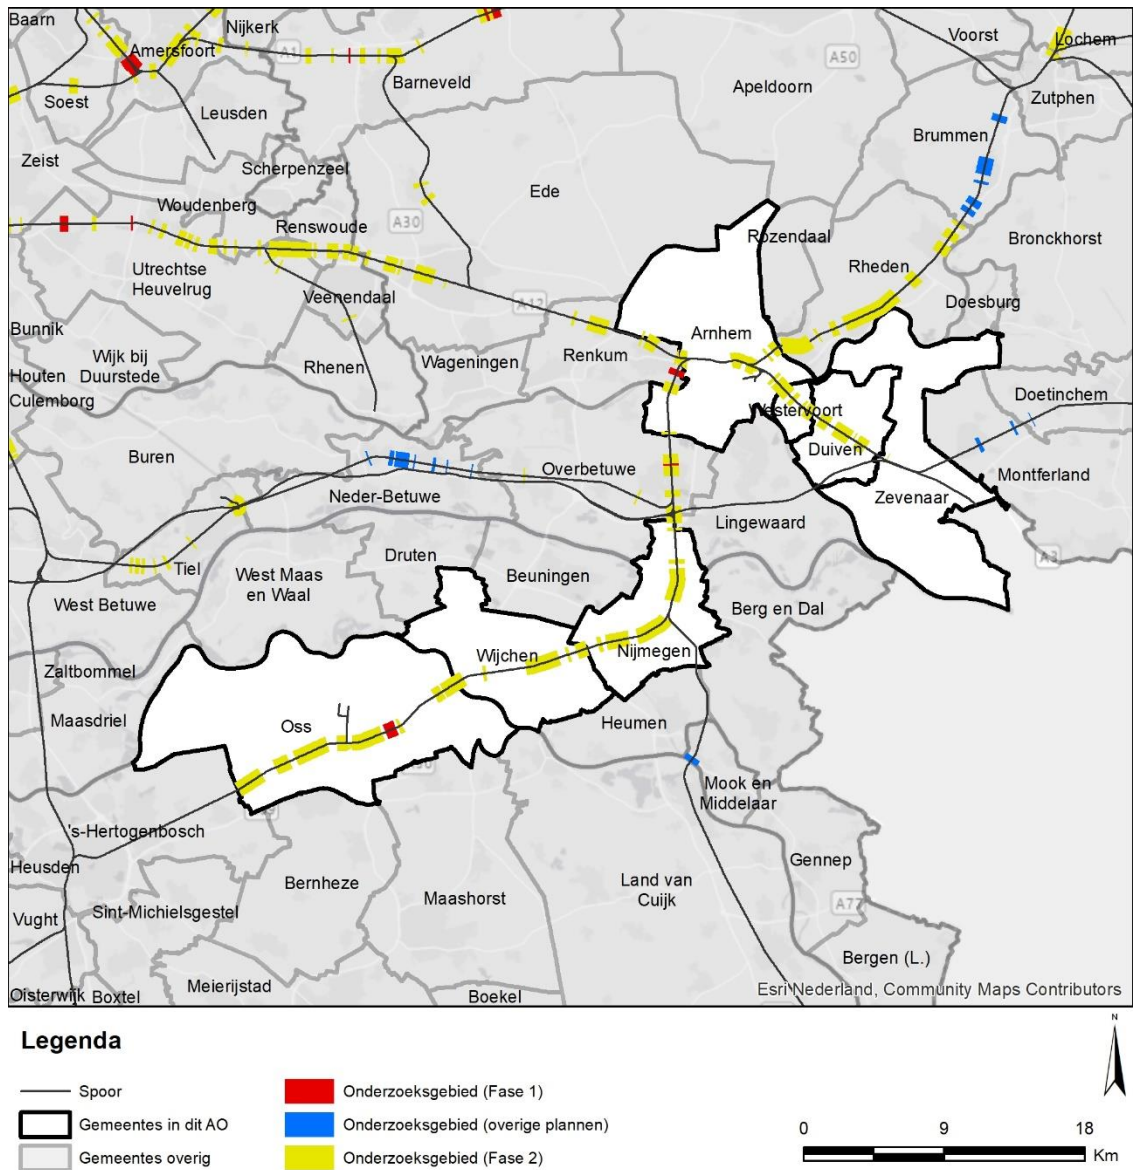 Baarn
Nijkerk
Voorst
Lochem
Amersfoort
A1
A50
Barneveld
Apeldoorn
Soest
Zutphen
Leusden
Brummen
Zeist
Scherpenzeel
Ede
Woudenberg
A30
Renswoude
Rozendaal
Bronckhorst
Utrechtse
Heuvelrug
Rheden
Veenendaal
A12
Doesburg
Bunnik
Arnhem
Wijk bij
Duurstede
Renkum
Wageningen
Rhenen
Houten
Doetinchem
Culemborg
Westervoort
Duiven
Buren
Overbetuwe
Montferland
Neder-Betuwe
Zevenaar
Lingewaard
Druten
A3
Tiel
Beuningen
West Maas
en Waal
West Betuwe
Berg en Dal
Wijchen
Nijmegen
Zaltbommel
Maasdriel
Oss
Heumen
Mook en
Middelaar
's-Hertogenbosch
Gennep
Heusden
Bernheze
Land van
Cuijk
Maashorst
A77
Vught
Sint-Michielsgestel
Bergen (L.)
Meierijstad
Oisterwijk
Boxtel
Boekel
Esri Nederland, Community Maps Contributors
Legenda
N
Spoor
Onderzoeksgebied (Fase 1)
Gemeentes in dit AO
Onderzoeksgebied (overige plannen)
0 9 18
Gemeentes overig
Onderzoeksgebied (Fase 2)
Km